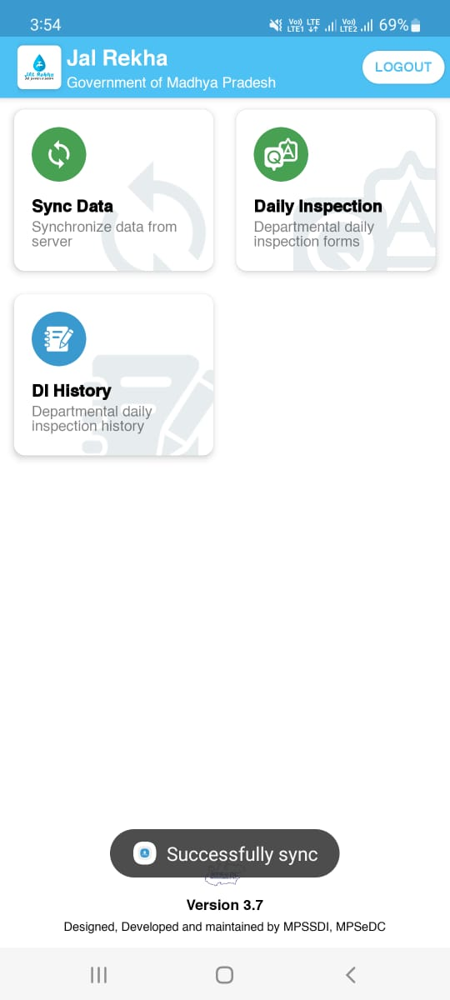 3:54
Vo)) LTE Vo))
LTE1 LTE2 69%
JAL Rekha
Jal Rekha
Government of Madhya Pradesh
LOGOUT
Sync Data
Synchronize data from
server
Daily Inspection
Departmental daily
inspection forms
DI History
Departmental daily
inspection history
Successfully sync
Version 3.7
Designed, Developed and maintained by MPSSDI, MPSeDC